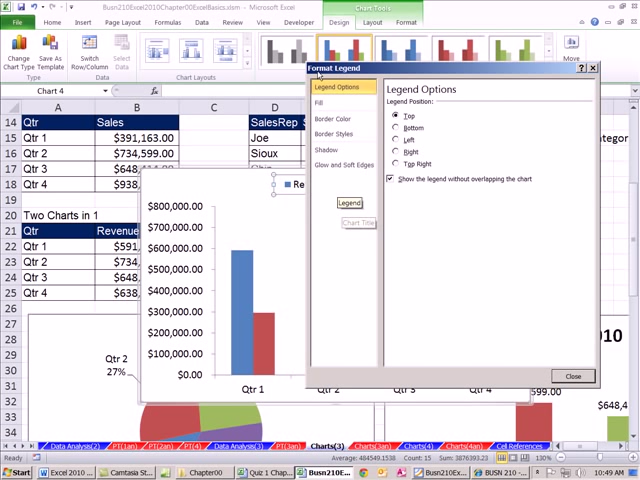 Busn210Excel2010Chapter00ExcelBasics.xlsm - Microsoft Excel
Chart Tools
File Home Insert Page Layout Formulas Data Review View Developer Design Layout Format
Change Chart Type
Save As Template
Switch Row/Column
Select Data
Move
Type Data Chart Layouts
Chart 4
fx
A B C D
14 Qtr Sales SalesRep
15 Qtr 1 $391,163.00 Joe
16 Qtr 2 $734,599.00 Sioux
17 Qtr 3
18 Qtr 4 $938,
19
20 Two Charts in 1
21 Qtr Revenue
22 Qtr 1 $591,
23 Qtr 2 $734,
24 Qtr 3 $648,
25 Qtr 4 $638,
26
27
28
29
30
31
32
33
34
Re
$800,000.00
$700,000.00
$600,000.00
$500,000.00
$400,000.00
$300,000.00
$200,000.00
$100,000.00
$0.00
Qtr 1
Qtr 2
27%
Format Legend
Legend Options
Fill
Border Color
Border Styles
Shadow
Glow and Soft Edges
Legend
Chart Title
Legend Options
Legend Position:
Top
Bottom
Left
Right
Top Right
Show the legend without overlapping the chart
Close
$648,4
Data Analysis(2) PT(1an) PT(2an) PT(4) Data Analysis(3) PT(3an) Charts(3) Charts(3an) Charts(4) Charts(4an) Cell References
Ready Average: 484549.1538 Count: 15 Sum: 3876393.23 130%
Start Excel 2010 ... Camtasia St... Chapter00 Quiz 1 Chap... Busn210E... Busn210Ex... BUSN 210 -... 10:49 AM